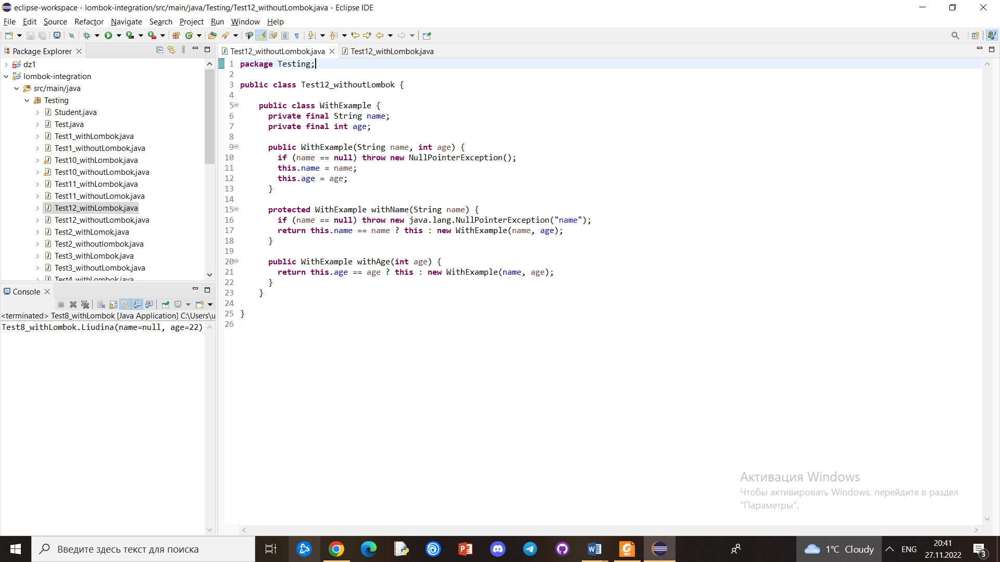 eclipse-workspace - lombok-integration/src/main/java/Testing/Test12_withoutLombok.java - Eclipse IDE
File Edit Source Refactor Navigate Search Project Run Window Help
Package Explorer
dz1
lombok-integration
src/main/java
Testing
Student.java
Test.java
Test1_withLombok.java
Test1_withoutLombok.java
Test10_withLombok.java
Test10_withoutLombok.java
Test11_withLombok.java
Test11_withoutLomok.java
Test12_withLombok.java
Test12_withoutLombok.java
Test2_withLomok.java
Test2_withoutlombok.java
Test3_withLombok.java
Test3_withoutLombok.java
Test4_withLombok.java
Console
<terminated> Test8_withLombok [Java Application] C:\Users\u
Test8_withLombok.Liudina(name=null, age=22)
Test12_withoutLombok.java Test12_withLombok.java
1 package Testing;
2
3 public class Test12_withoutLombok {
4
5 public class WithExample {
6 private final String name;
7 private final int age;
8
9 public WithExample(String name, int age) {
10 if (name == null) throw new NullPointerException();
11 this.name = name;
12 this.age = age;
13 }
14
15 protected WithExample withName(String name) {
16 if (name == null) throw new java.lang.NullPointerException("name");
17 return this.name == name ? this : new WithExample(name, age);
18 }
19
20 public WithExample withAge(int age) {
21 return this.age == age ? this : new WithExample(name, age);
22 }
23 }
24
25 }
26
Активация Windows
Чтобы активировать Windows, перейдите в раздел
"Параметры".
Введите здесь текст для поиска
1°C Cloudy
ENG
20:41
27.11.2022
3